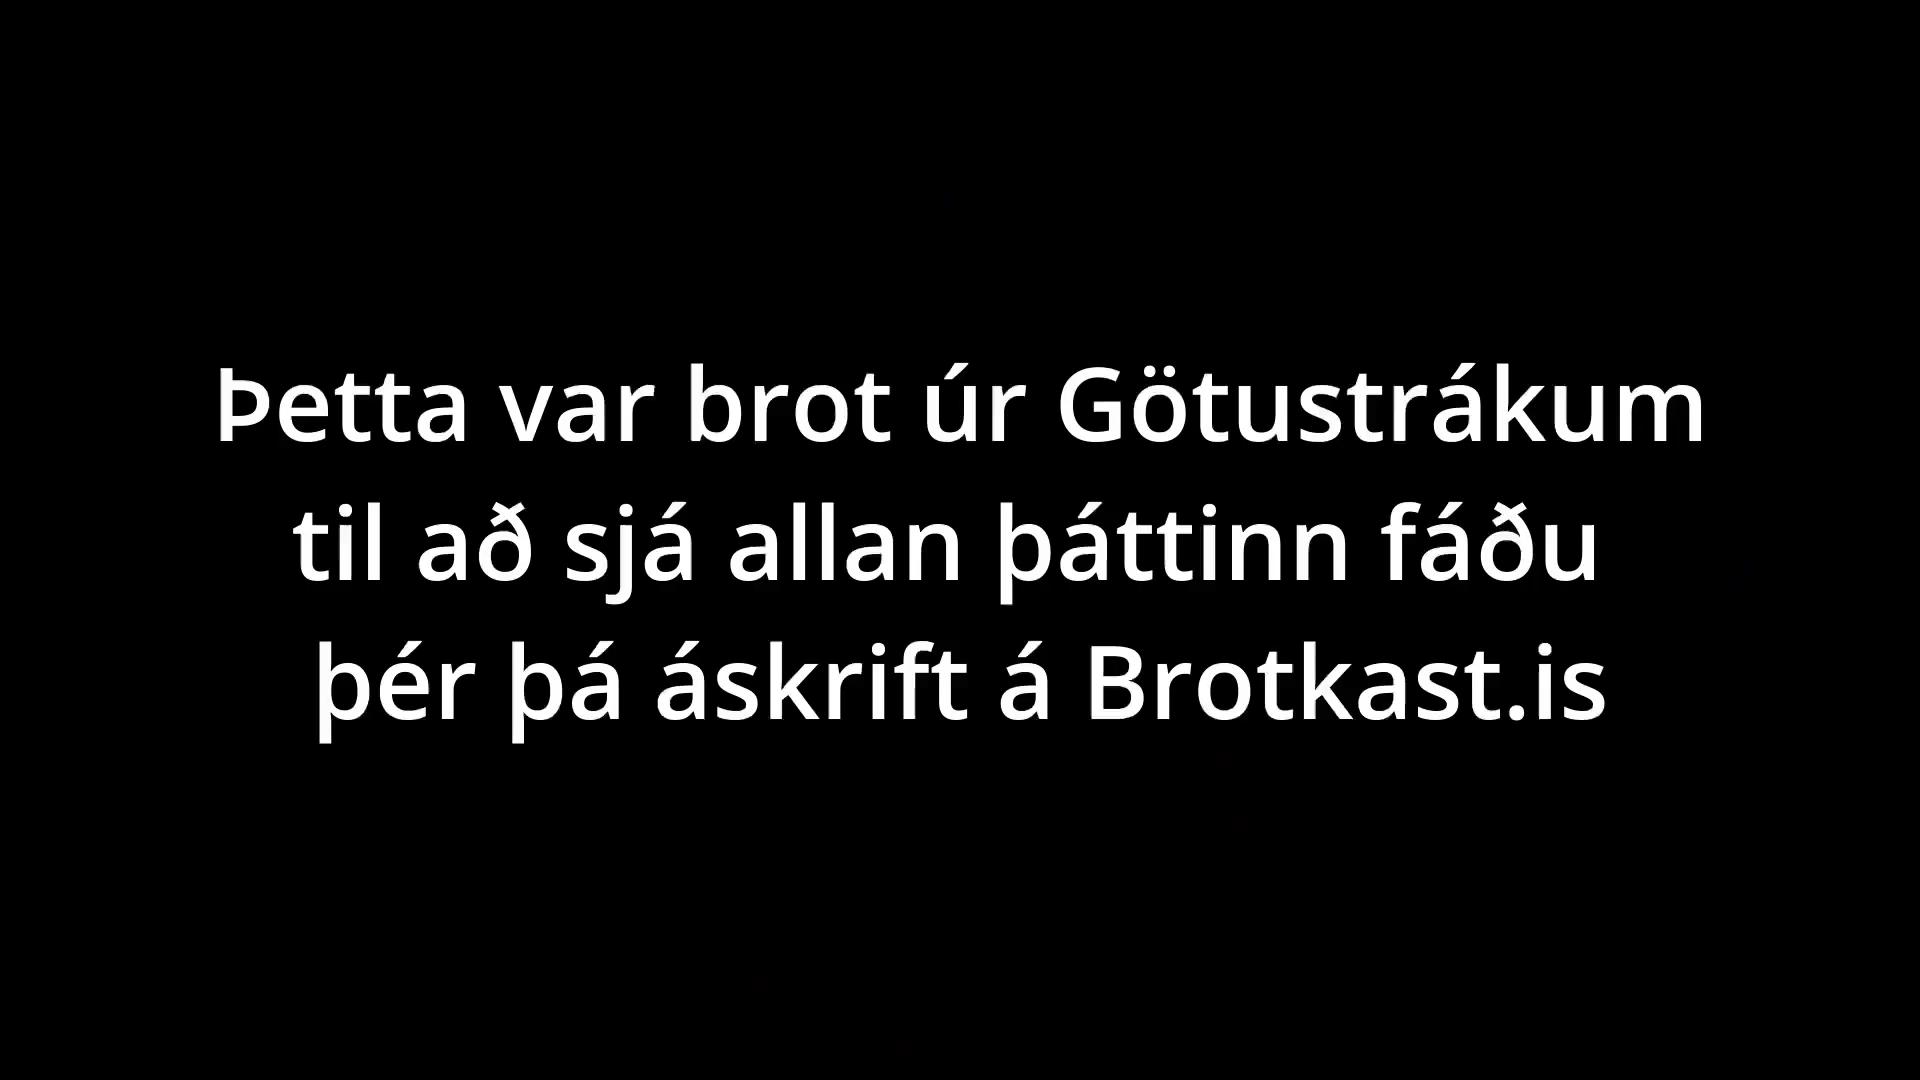 Þetta var brot úr Götustrákum
til að sjá allan þáttinn fáðu
þér þá áskrift á Brotkast.is